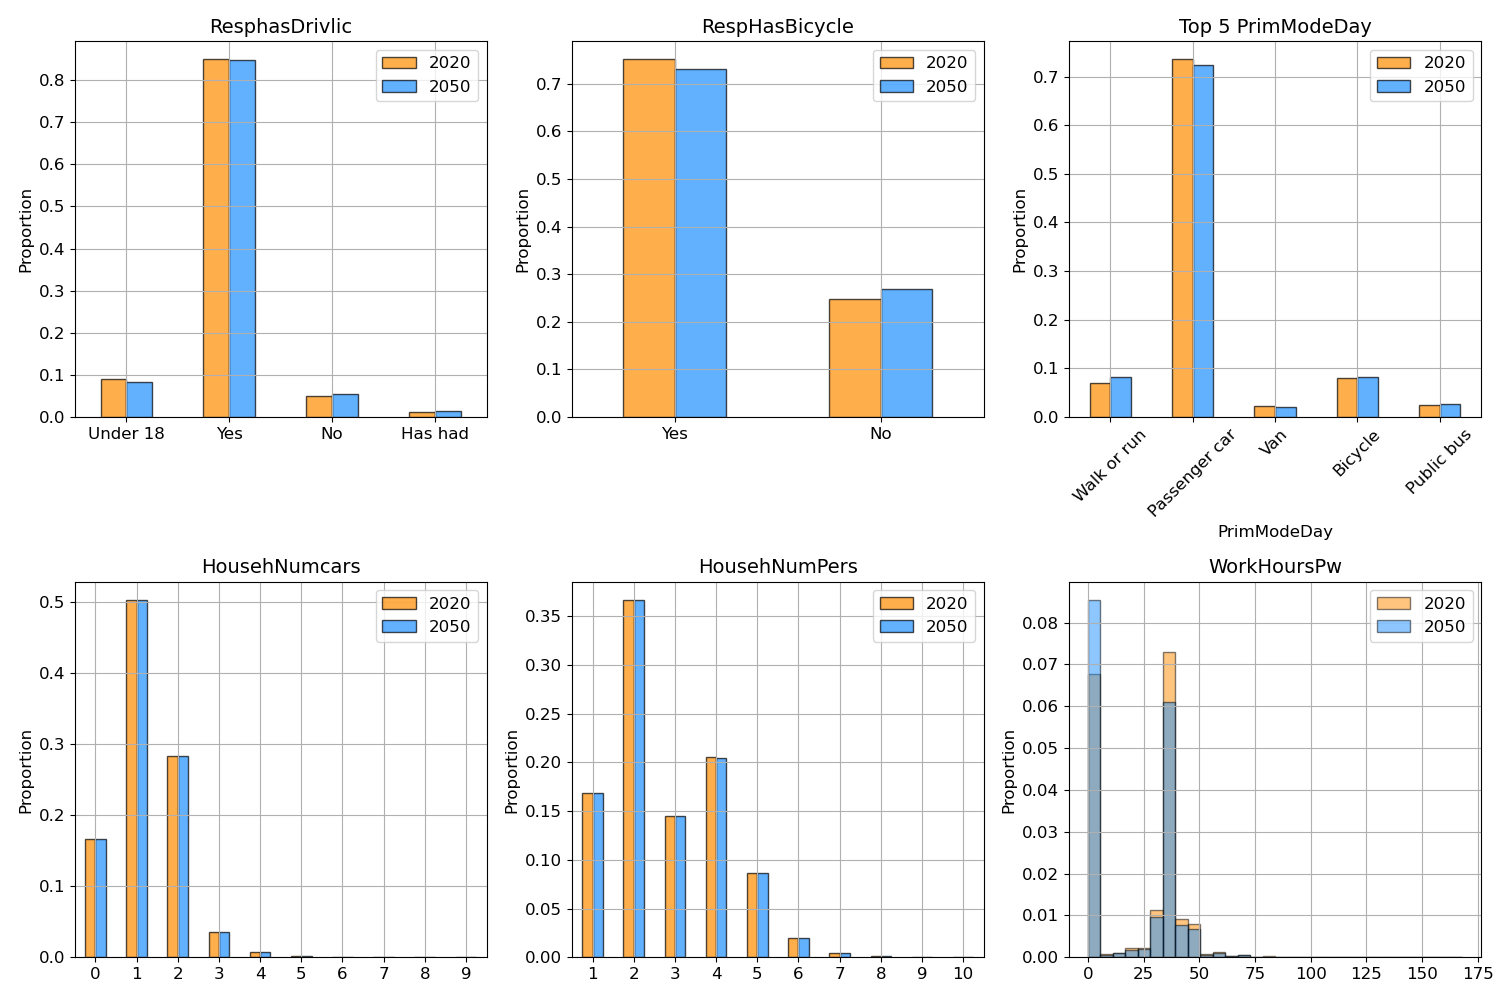 ResphasDrivlic
2020
2050
Proportion
0.8
0.7
0.6
0.5
0.4
0.3
0.2
0.1
0.0
Under 18 Yes No Has had
RespHasBicycle
2020
2050
Proportion
0.7
0.6
0.5
0.4
0.3
0.2
0.1
0.0
Yes No
Top 5 PrimModeDay
2020
2050
Proportion
0.7
0.6
0.5
0.4
0.3
0.2
0.1
0.0
Walk or run
Passenger car
Van
Bicycle
Public bus
PrimModeDay
HousehNumcars
2020
2050
Proportion
0.5
0.4
0.3
0.2
0.1
0.0
0 1 2 3 4 5 6 7 8 9
HousehNumPers
2020
2050
Proportion
0.35
0.30
0.25
0.20
0.15
0.10
0.05
0.00
1 2 3 4 5 6 7 8 9 10
WorkHoursPw
2020
2050
Proportion
0.08
0.07
0.06
0.05
0.04
0.03
0.02
0.01
0.00
0 25 50 75 100 125 150 175